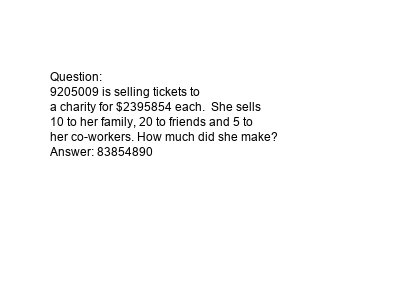 Question:
9205009 is selling tickets to
a charity for $2395854 each.  She sells
10 to her family, 20 to friends and 5 to
her co-workers. How much did she make?
Answer: 83854890